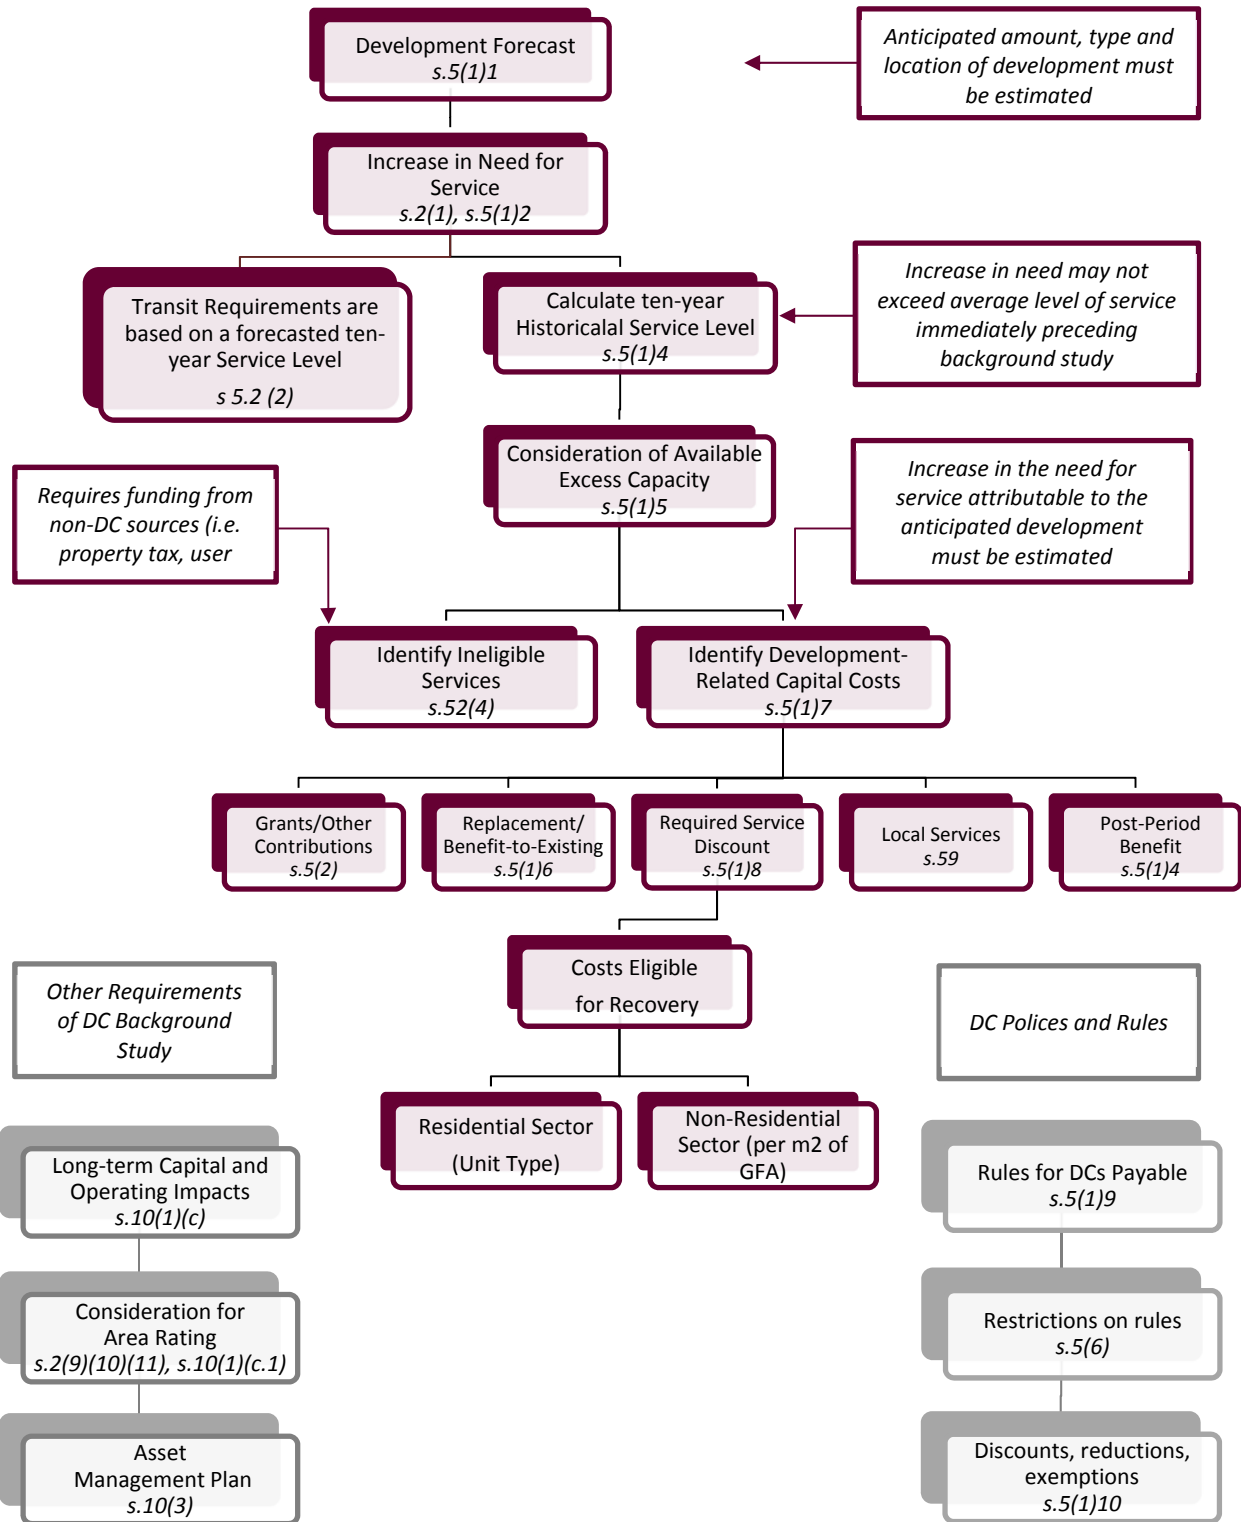 Development Forecast
s.5(1)1
Anticipated amount, type and
location of development must
be estimated
Increase in Need for
Service
s.2(1), s.5(1)2
Transit Requirements are
based on a forecasted ten-
year Service Level
s 5.2 (2)
Calculate ten-year
Historicalal Service Level
s.5(1)4
Increase in need may not
exceed average level of service
immediately preceding
background study
Consideration of Available
Excess Capacity
s.5(1)5
Requires funding from
non-DC sources (i.e.
property tax, user
Increase in the need for
service attributable to the
anticipated development
must be estimated
Identify Ineligible
Services
s.52(4)
Identify Development-
Related Capital Costs
s.5(1)7
Grants/Other
Contributions
s.5(2)
Replacement/
Benefit-to-Existing
s.5(1)6
Required Service
Discount
s.5(1)8
Local Services
s.59
Post-Period
Benefit
s.5(1)4
Costs Eligible
for Recovery
Residential Sector
(Unit Type)
Non-Residential
Sector (per m2 of
GFA)
Other Requirements
of DC Background
Study
Long-term Capital and
Operating Impacts
s.10(1)(c)
Consideration for
Area Rating
s.2(9)(10)(11), s.10(1)(c.1)
Asset
Management Plan
s.10(3)
DC Polices and Rules
Rules for DCs Payable
s.5(1)9
Restrictions on rules
s.5(6)
Discounts, reductions,
exemptions
s.5(1)10